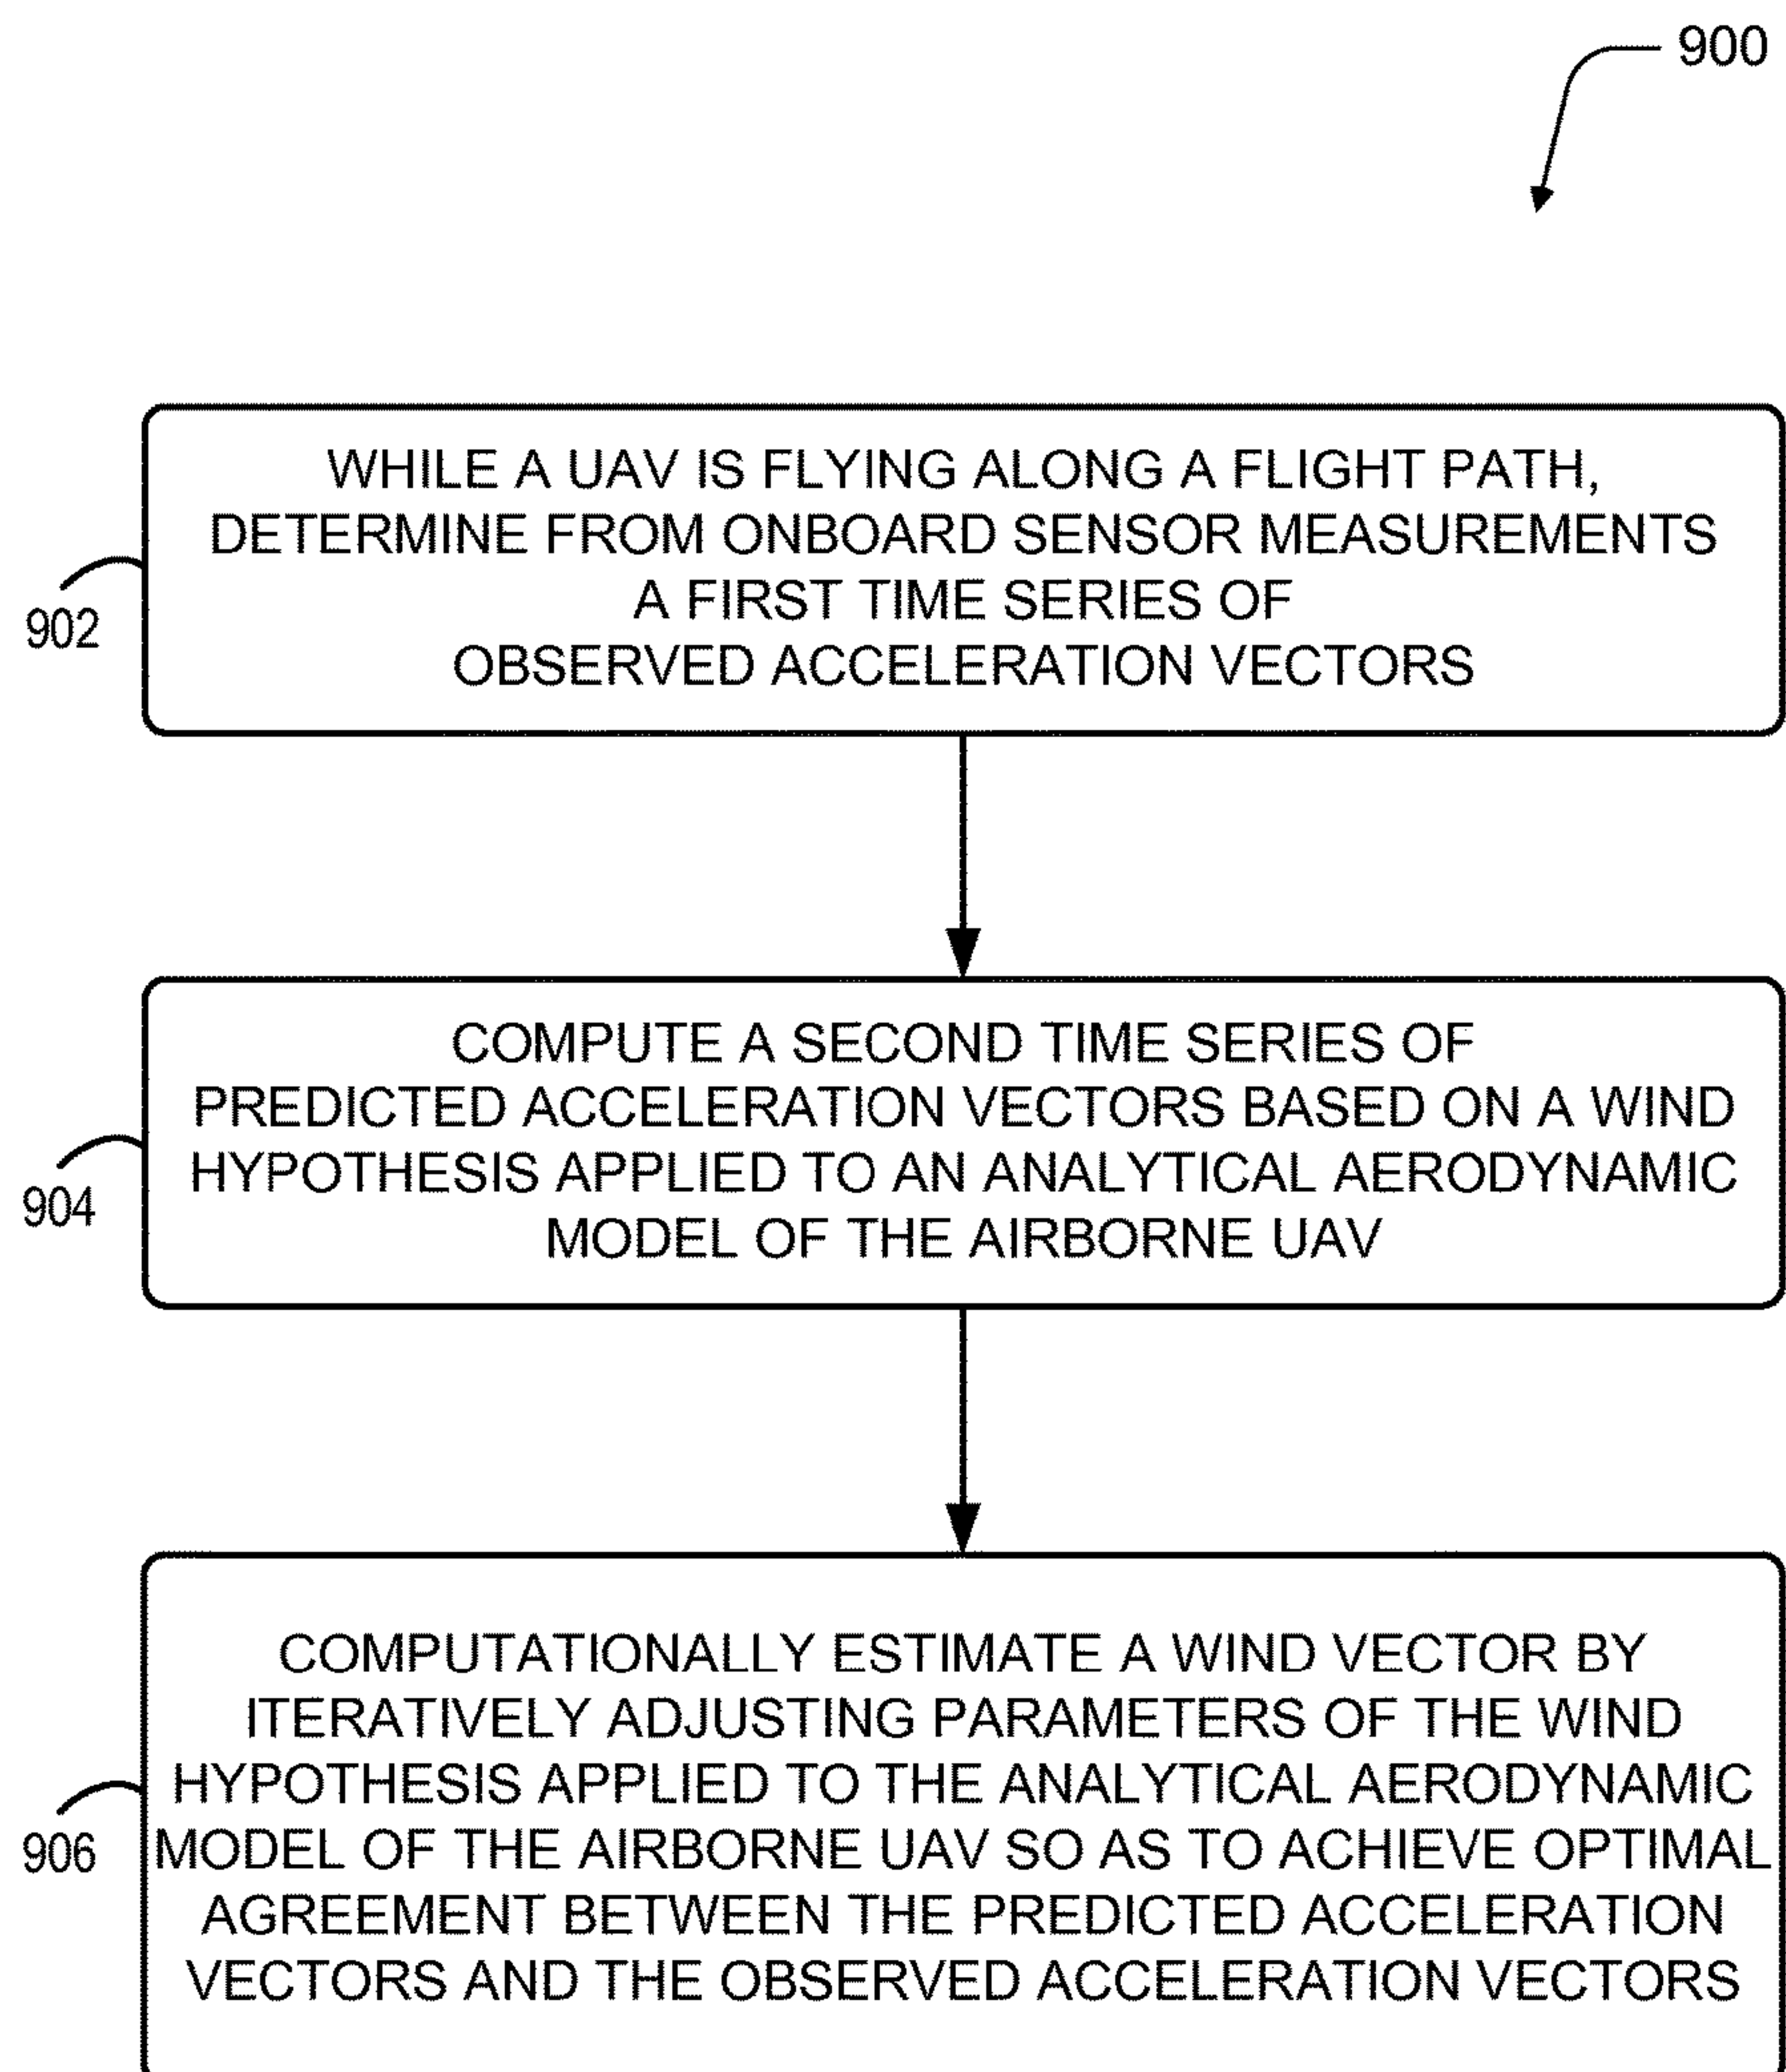 900
WHILE A UAV IS FLYING ALONG A FLIGHT PATH,
DETERMINE FROM ONBOARD SENSOR MEASUREMENTS
A FIRST TIME SERIES OF
OBSERVED ACCELERATION VECTORS
902
COMPUTE A SECOND TIME SERIES OF
PREDICTED ACCELERATION VECTORS BASED ON A WIND
HYPOTHESIS APPLIED TO AN ANALYTICAL AERODYNAMIC
MODEL OF THE AIRBORNE UAV
904
COMPUTATIONALLY ESTIMATE A WIND VECTOR BY
ITERATIVELY ADJUSTING PARAMETERS OF THE WIND
HYPOTHESIS APPLIED TO THE ANALYTICAL AERODYNAMIC
MODEL OF THE AIRBORNE UAV SO AS TO ACHIEVE OPTIMAL
AGREEMENT BETWEEN THE PREDICTED ACCELERATION
VECTORS AND THE OBSERVED ACCELERATION VECTORS
906